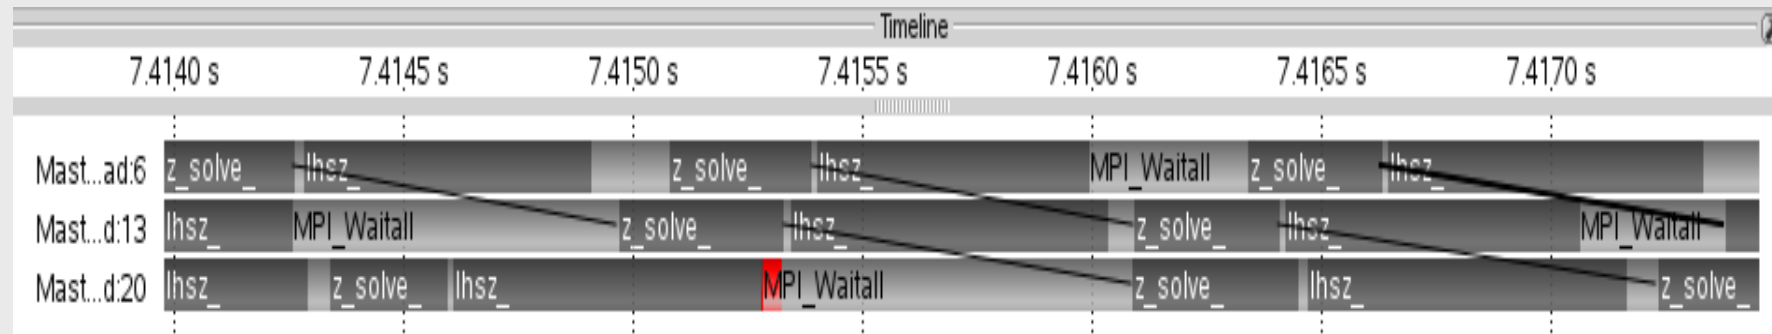 Timeline
7.4140 s 7.4145 s 7.4150 s 7.4155 s 7.4160 s 7.4165 s 7.4170 s
Mast...ad:6 z_solve_ lhsz_ z_solve_ lhsz_ MPI_Waitall z_solve_ lhsz_
Mast...d:13 lhsz_ MPI_Waitall z_solve_ lhsz_ z_solve_ lhsz_ MPI_Waitall
Mast...d:20 lhsz_ z_solve_ lhsz_ MPI_Waitall z_solve_ lhsz_ z_solve_